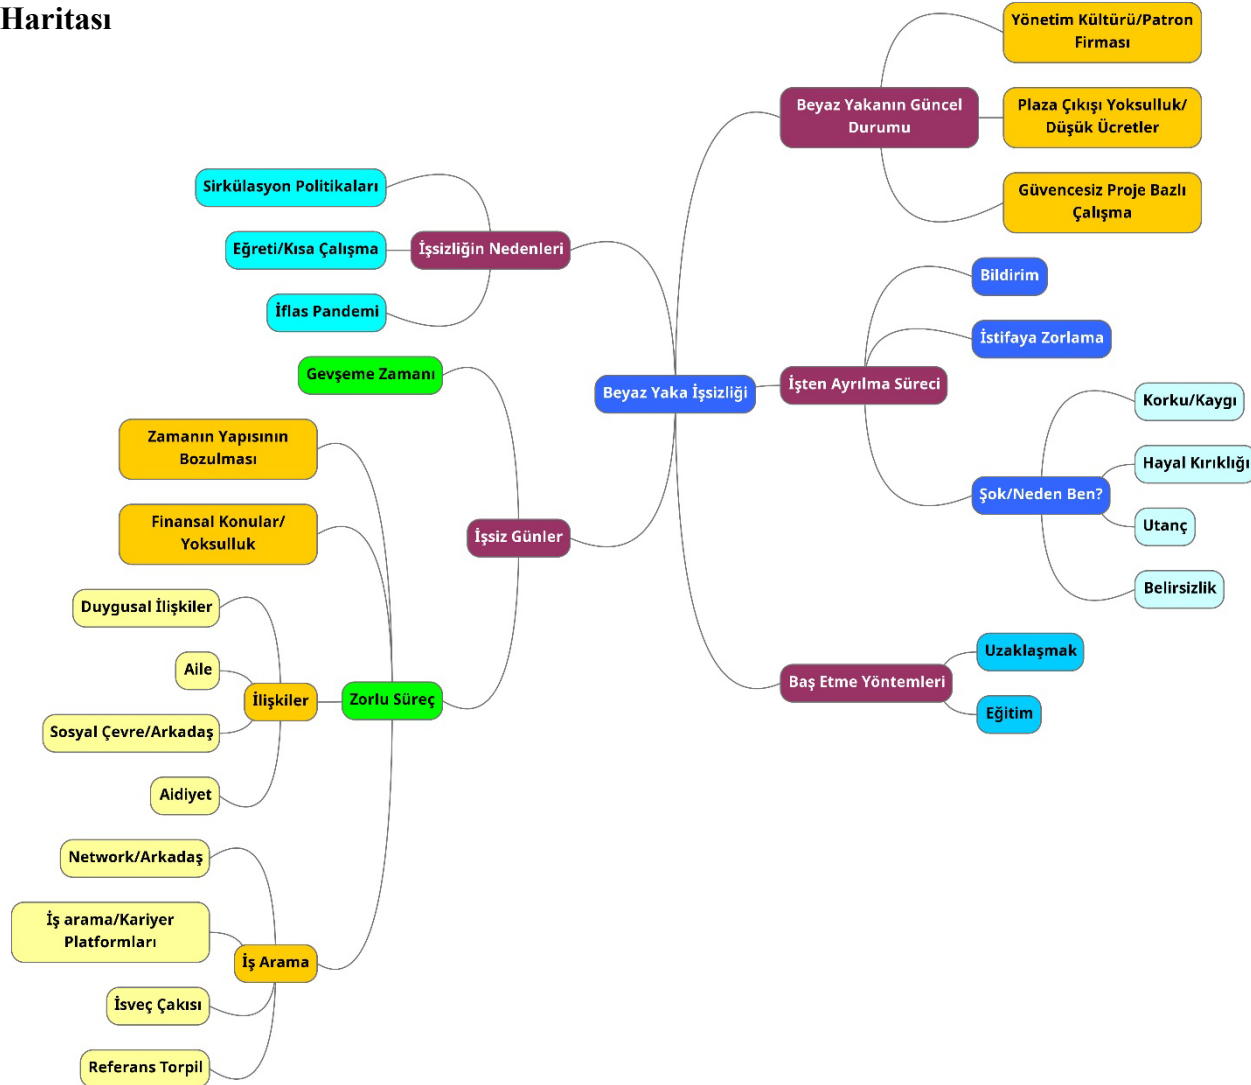 Haritası
Yönetim Kültürü/Patron
Firması
Beyaz Yakanın Güncel
Durumu
Plaza Çıkışı Yoksulluk/
Düşük Ücretler
Güvencesiz Proje Bazlı
Çalışma
Sirkülasyon Politikaları
Eğreti/Kısa Çalışma
İşsizliğin Nedenleri
İflas Pandemi
Bildirim
İstifaya Zorlama
Gevşeme Zamanı
Beyaz Yaka İşsizliği
İşten Ayrılma Süreci
Korku/Kaygı
Hayal Kırıklığı
Şok/Neden Ben?
Utanç
Belirsizlik
Zamanın Yapısının
Bozulması
Finansal Konular/
Yoksulluk
İşsiz Günler
Duygusal İlişkiler
Aile
İlişkiler
Zorlu Süreç
Sosyal Çevre/Arkadaş
Aidiyet
Baş Etme Yöntemleri
Uzaklaşmak
Eğitim
Network/Arkadaş
İş arama/Kariyer
Platformları
İş Arama
İsveç Çakısı
Referans Torpil